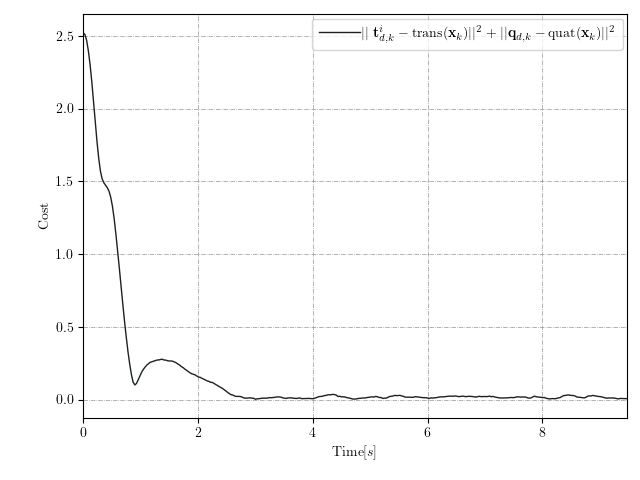 || t^i_{d,k} − trans(x_k)||^2 + ||q_{d,k} − quat(x_k)||^2
2.5
2.0
1.5
1.0
0.5
0.0
Cost
0 2 4 6 8
Time[s]